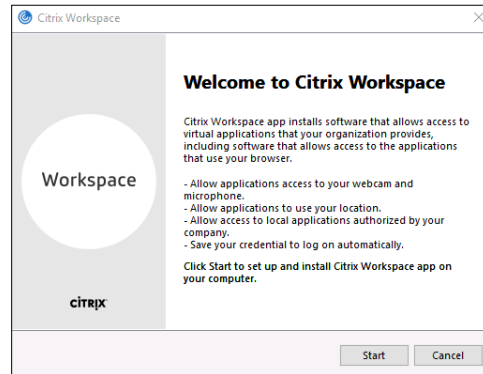 Citrix Workspace
Welcome to Citrix Workspace
Citrix Workspace app installs software that allows access to
virtual applications that your organization provides,
including software that allows access to the applications
that use your browser.
- Allow applications access to your webcam and
microphone.
- Allow applications to use your location.
- Allow access to local applications authorized by your
company.
- Save your credential to log on automatically.
Click Start to set up and install Citrix Workspace app on
your computer.
Workspace
CITRIX
Start
Cancel